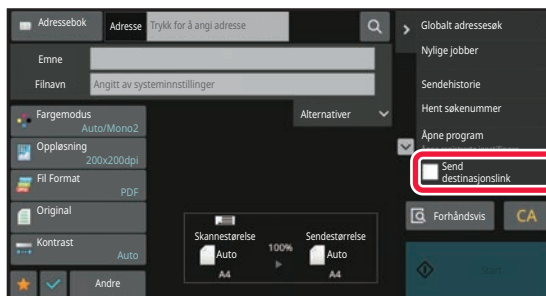 Adressebok
Adresse
Trykk for å angi adresse
Emne
Filnavn
Angitt av systeminnstillinger
Fargemodus
Auto/Mono2
Oppløsning
200x200dpi
Fil Format
PDF
Original
Kontrast
Auto
Andre
Alternativer
Skannestørelse
Auto
A4
100%
Sendestørrelse
Auto
A4
Globalt adressesøk
Nylige jobber
Sendehistorie
Hent søkenummer
Åpne program
Send
destinasjonslink
Forhåndsvis
CA
Start